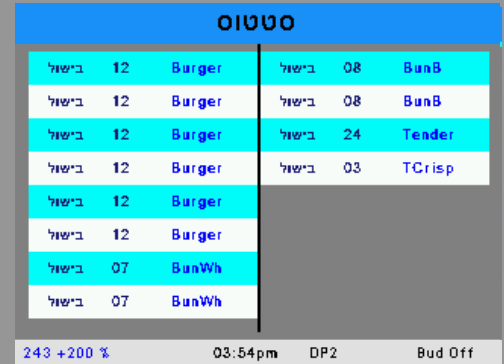 סטטוס
בישול 12 Burger
בישול 12 Burger
בישול 12 Burger
בישול 12 Burger
בישול 12 Burger
בישול 12 Burger
בישול 07 BunWh
בישול 07 BunWh
בישול 08 BunB
בישול 08 BunB
בישול 24 Tender
בישול 03 TCrisp
243 +200 % 03:54pm DP2 Bud Off